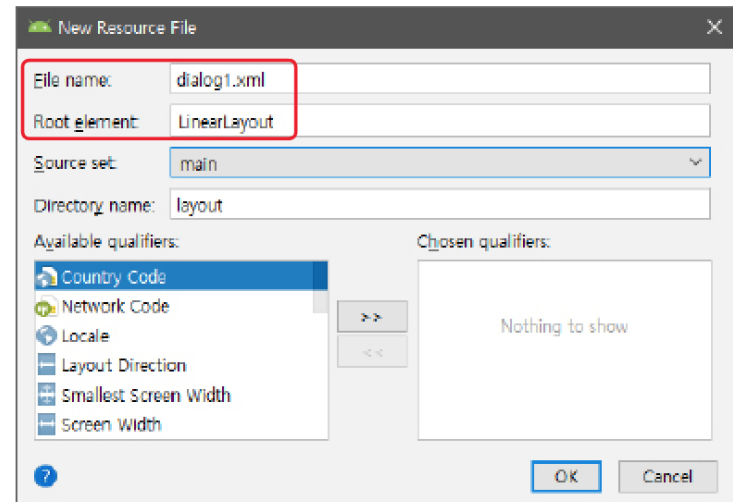 New Resource File
File name: dialog1.xml
Root element: LinearLayout
Source set: main
Directory name: layout
Available qualifiers: Chosen qualifiers:
Country Code
Network Code
Locale
Layout Direction
Smallest Screen Width
Screen Width
>>
<<
Nothing to show
?
OK Cancel